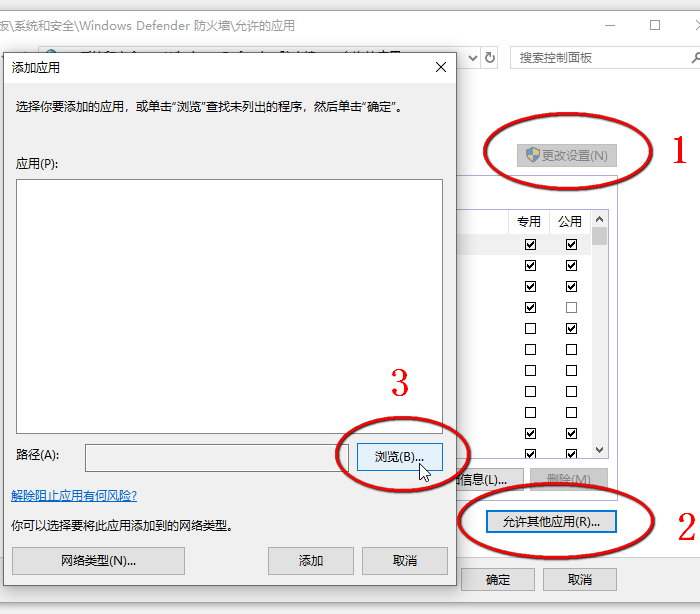 板\系统和安全\Windows Defender 防火墙\允许的应用
添加应用
搜索控制面板
选择你要添加的应用，或单击“浏览”查找未列出的程序，然后单击“确定”。
更改设置(N)
1
应用(P):
专用
公用
3
路径(A):
浏览(B)...
信息(L)...
删除(M)
解除阻止应用有何风险?
允许其他应用(R)...
2
你可以选择要将此应用添加到的网络类型。
网络类型(N)...
添加
取消
确定
取消